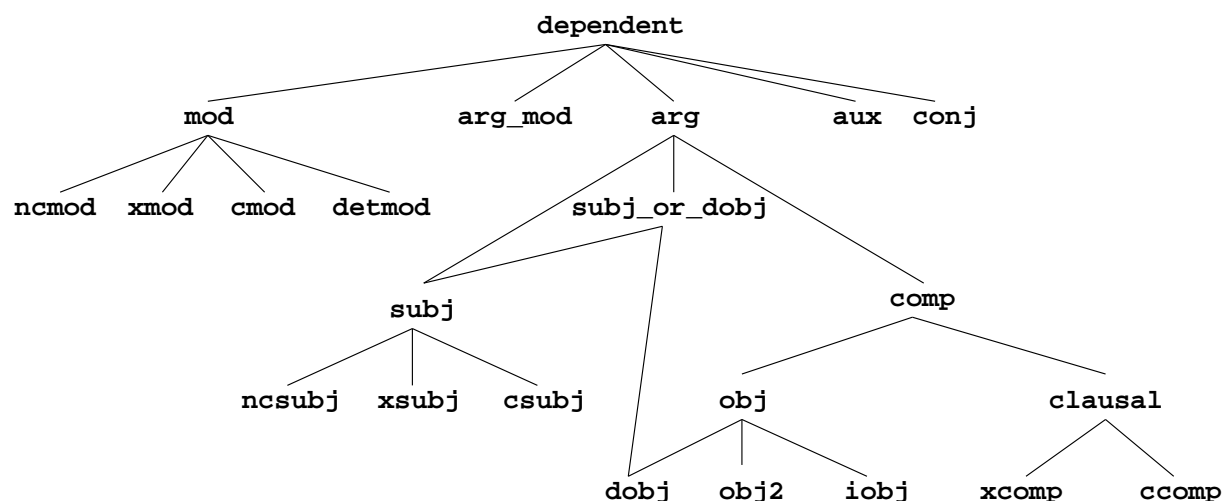 dependent
mod arg_mod arg aux conj
ncmod xmod cmod detmod subj_or_dobj
subj comp
ncsubj xsubj csubj obj clausal
dobj obj2 iobj xcomp ccomp